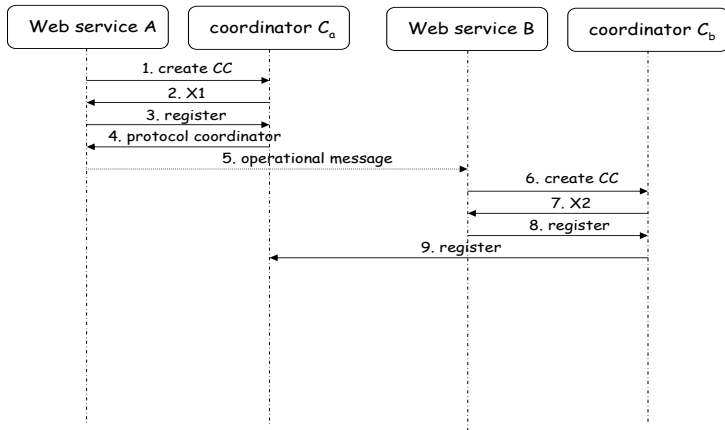 Web service A
coordinator Ca
Web service B
coordinator Cb
1. create CC
2. X1
3. register
4. protocol coordinator
5. operational message
6. create CC
7. X2
8. register
9. register